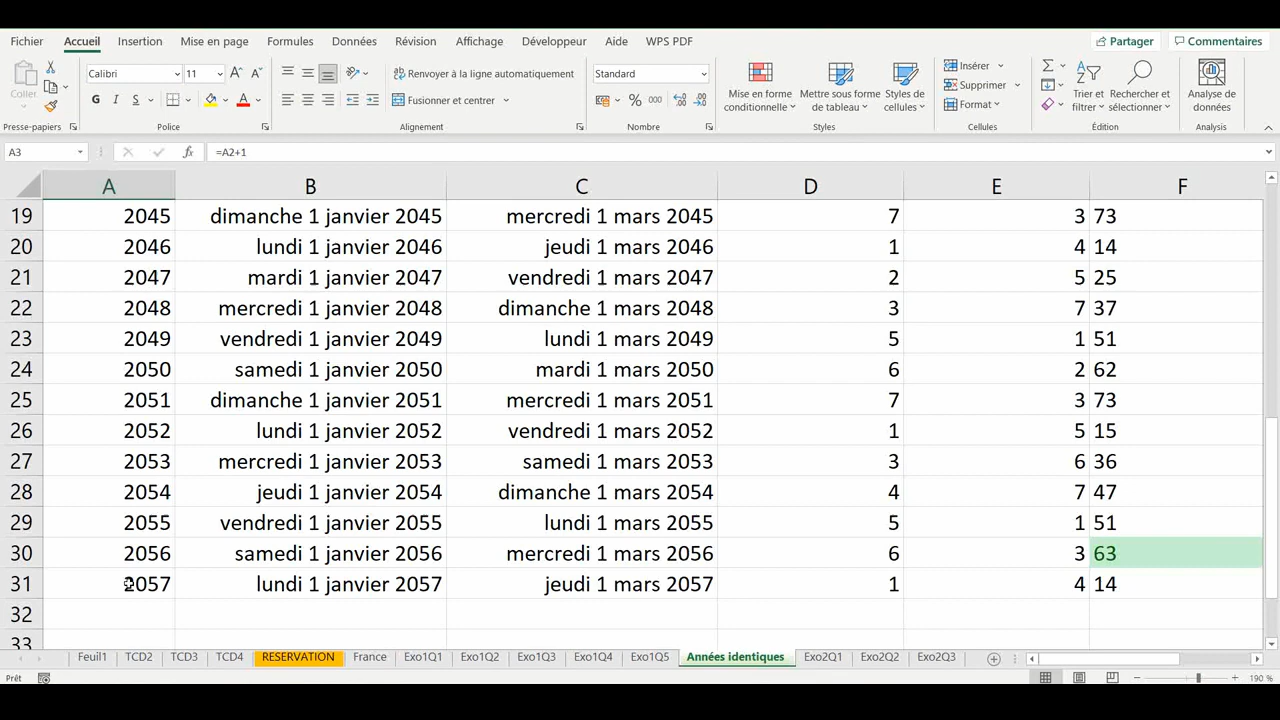 Fichier Accueil Insertion Mise en page Formules Données Révision Affichage Développeur Aide WPS PDF Partager Commentaires
Calibri 11 Renvoyer à la ligne automatiquement Standard Insérer
Coller Mise en forme Mettre sous forme Styles de Supprimer Trier et Rechercher et Analyse de
G I S A Fusionner et centrer % 000 conditionnelle de tableau cellules Format filtrer sélectionner données
Presse-papiers Police Alignement Nombre Styles Cellules Édition Analyse
A3 fx =A2+1
A B C D E F
19 2045 dimanche 1 janvier 2045 mercredi 1 mars 2045 7 3 73
20 2046 lundi 1 janvier 2046 jeudi 1 mars 2046 1 4 14
21 2047 mardi 1 janvier 2047 vendredi 1 mars 2047 2 5 25
22 2048 mercredi 1 janvier 2048 dimanche 1 mars 2048 3 7 37
23 2049 vendredi 1 janvier 2049 lundi 1 mars 2049 5 1 51
24 2050 samedi 1 janvier 2050 mardi 1 mars 2050 6 2 62
25 2051 dimanche 1 janvier 2051 mercredi 1 mars 2051 7 3 73
26 2052 lundi 1 janvier 2052 vendredi 1 mars 2052 1 5 15
27 2053 mercredi 1 janvier 2053 samedi 1 mars 2053 3 6 36
28 2054 jeudi 1 janvier 2054 dimanche 1 mars 2054 4 7 47
29 2055 vendredi 1 janvier 2055 lundi 1 mars 2055 5 1 51
30 2056 samedi 1 janvier 2056 mercredi 1 mars 2056 6 3 63
31 2057 lundi 1 janvier 2057 jeudi 1 mars 2057 1 4 14
32
33
Feuil1 TCD2 TCD3 TCD4 RESERVATION France Exo1Q1 Exo1Q2 Exo1Q3 Exo1Q4 Exo1Q5 Années identiques Exo2Q1 Exo2Q2 Exo2Q3
Prêt 190 %